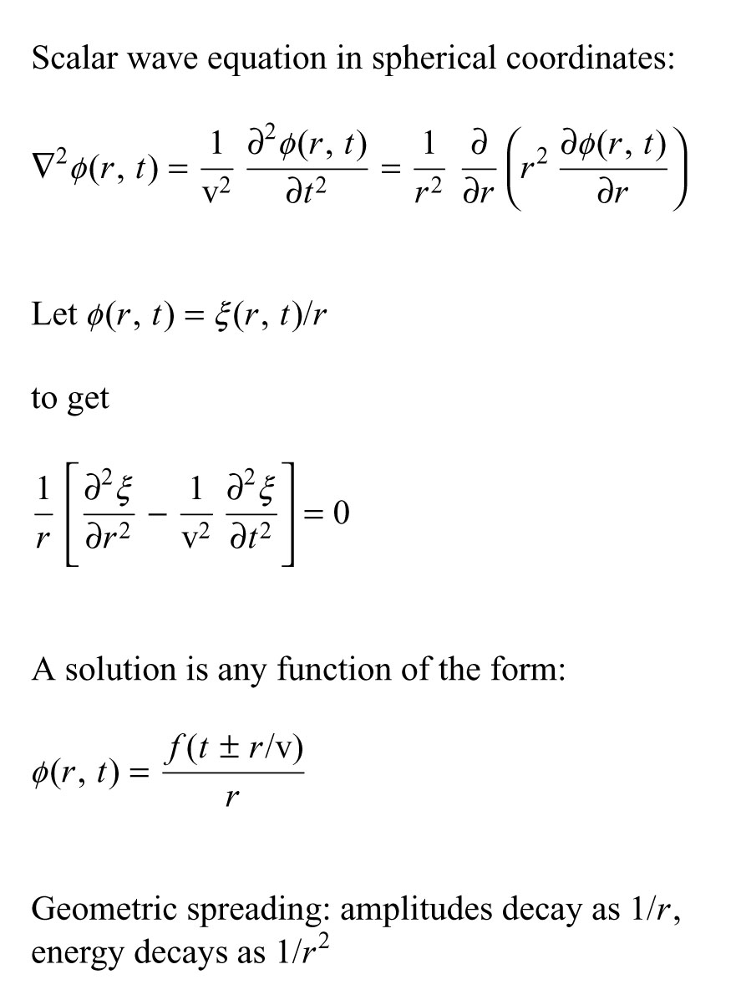 Scalar wave equation in spherical coordinates:
∇²ϕ(r, t) = 1/v² ∂²ϕ(r, t)/∂t² = 1/r² ∂/∂r (r² ∂ϕ(r, t)/∂r)
Let ϕ(r, t) = ξ(r, t)/r
to get
1/r [∂²ξ/∂r² − 1/v² ∂²ξ/∂t²] = 0
A solution is any function of the form:
ϕ(r, t) = f(t ± r/v)/r
Geometric spreading: amplitudes decay as 1/r,
energy decays as 1/r²